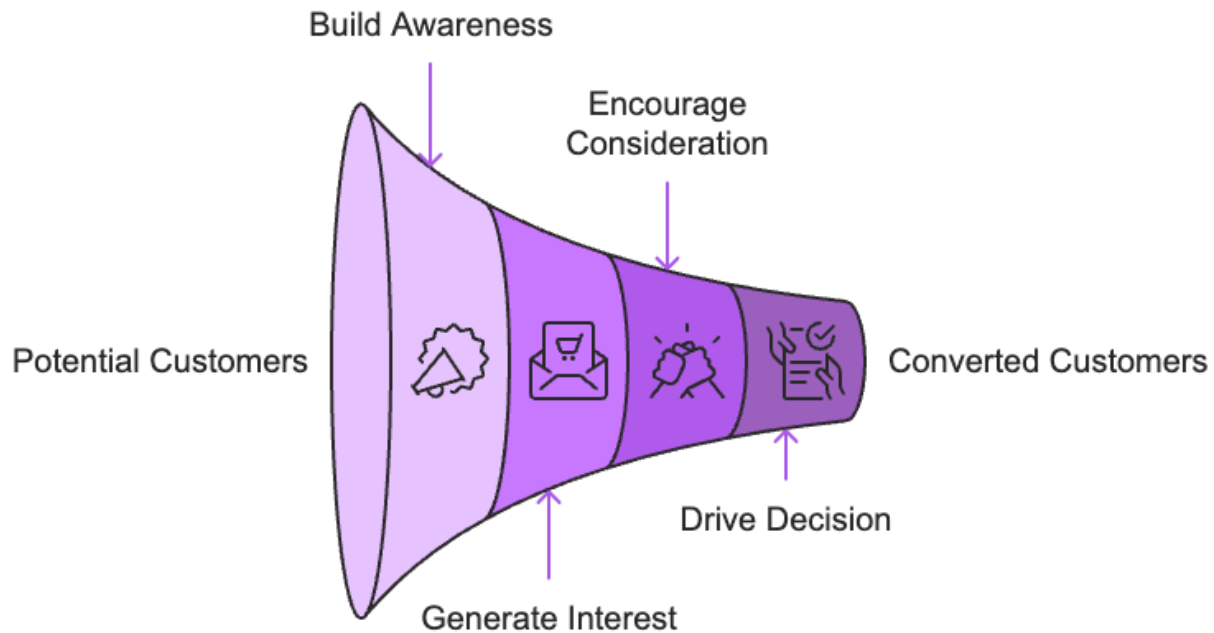 Build Awareness
Encourage
Consideration
Potential Customers
Converted Customers
Drive Decision
Generate Interest